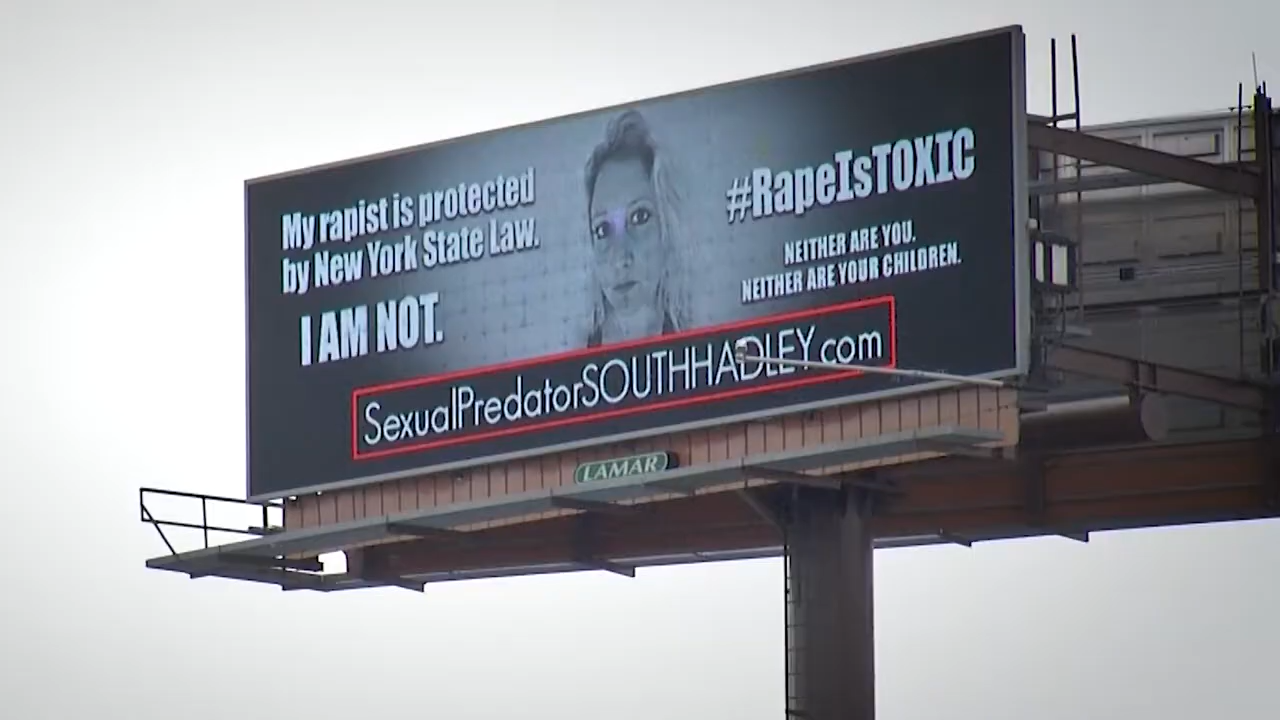 My rapist is protected
by New York State Law.
I AM NOT.
#RapeIsTOXIC
NEITHER ARE YOU.
NEITHER ARE YOUR CHILDREN.
SexualPredatorSOUTHHADLEY.com
LAMAR